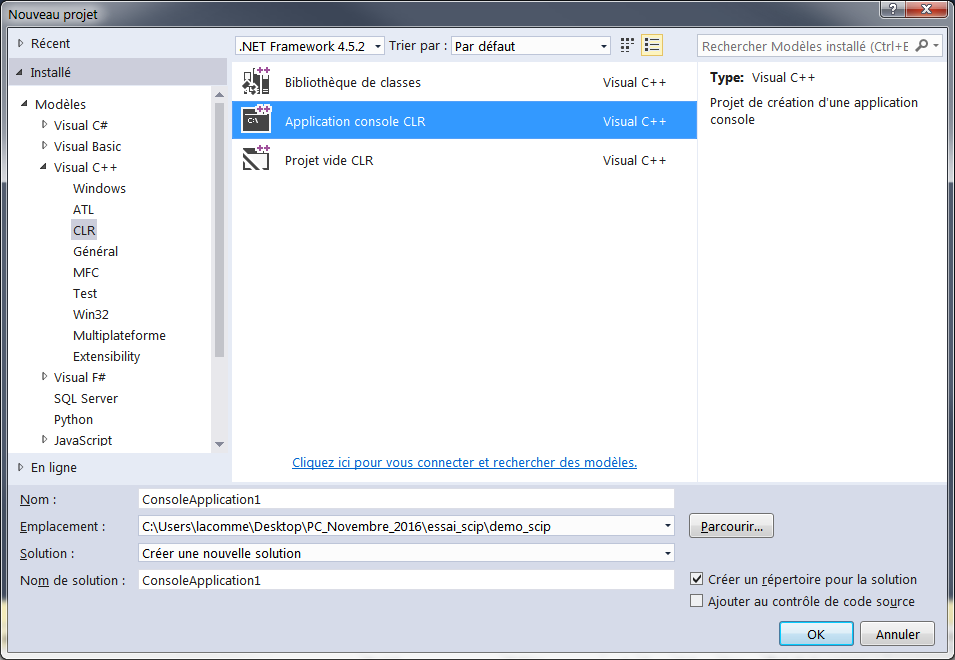 Nouveau projet
Récent
.NET Framework 4.5.2
Trier par :
Par défaut
Rechercher Modèles installé (Ctrl+E
Installé
Modèles
Visual C#
Visual Basic
Visual C++
Windows
ATL
CLR
Général
MFC
Test
Win32
Multiplateforme
Extensibility
Visual F#
SQL Server
Python
JavaScript
En ligne
Bibliothèque de classes Visual C++
Application console CLR Visual C++
Projet vide CLR Visual C++
Cliquez ici pour vous connecter et rechercher des modèles.
Type: Visual C++
Projet de création d'une application
console
Nom : ConsoleApplication1
Emplacement : C:\Users\lacomme\Desktop\PC_Novembre_2016\essai_scip\demo_scip
Parcourir...
Solution : Créer une nouvelle solution
Nom de solution : ConsoleApplication1
Créer un répertoire pour la solution
Ajouter au contrôle de code source
OK
Annuler